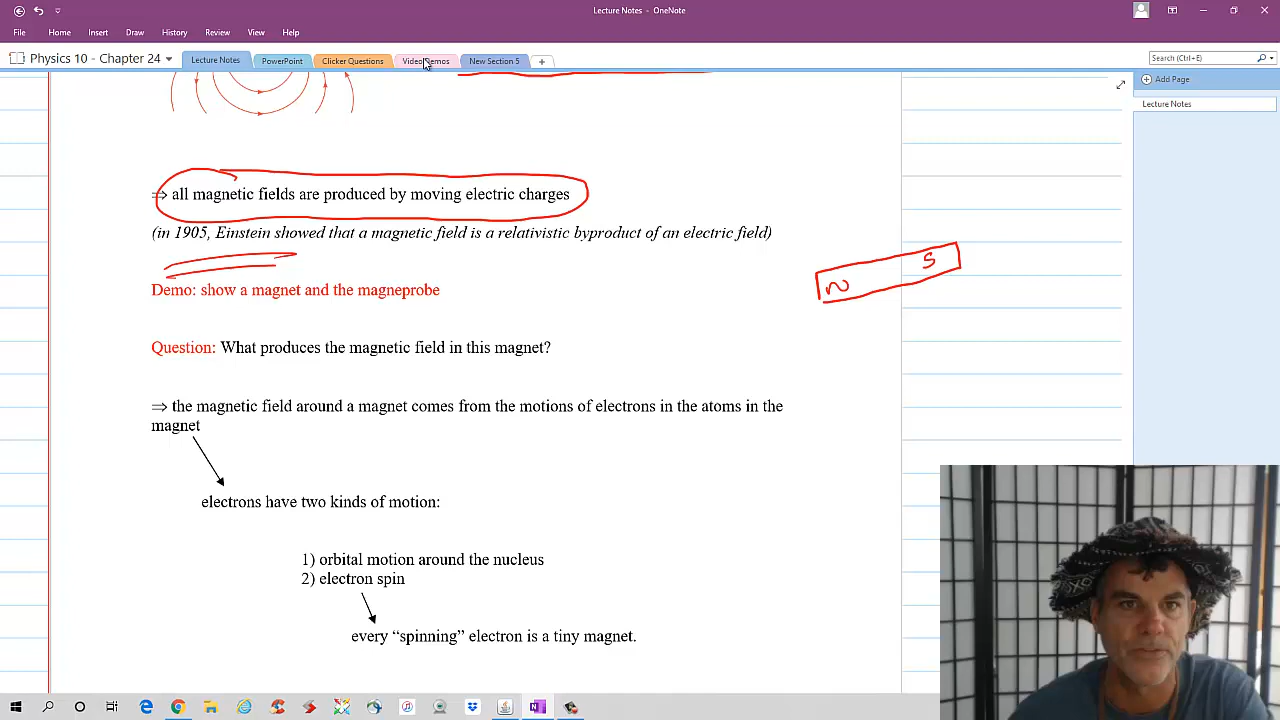 Lecture Notes - OneNote
File Home Insert Draw History Review View Help
Physics 10 - Chapter 24
Lecture Notes PowerPoint Clicker Questions Video Demos New Section 5
Search (Ctrl+E)
Add Page
Lecture Notes
⇒ all magnetic fields are produced by moving electric charges
(in 1905, Einstein showed that a magnetic field is a relativistic byproduct of an electric field)
N S
Demo: show a magnet and the magneprobe
Question: What produces the magnetic field in this magnet?
⇒ the magnetic field around a magnet comes from the motions of electrons in the atoms in the
magnet
electrons have two kinds of motion:
1) orbital motion around the nucleus
2) electron spin
every “spinning” electron is a tiny magnet.